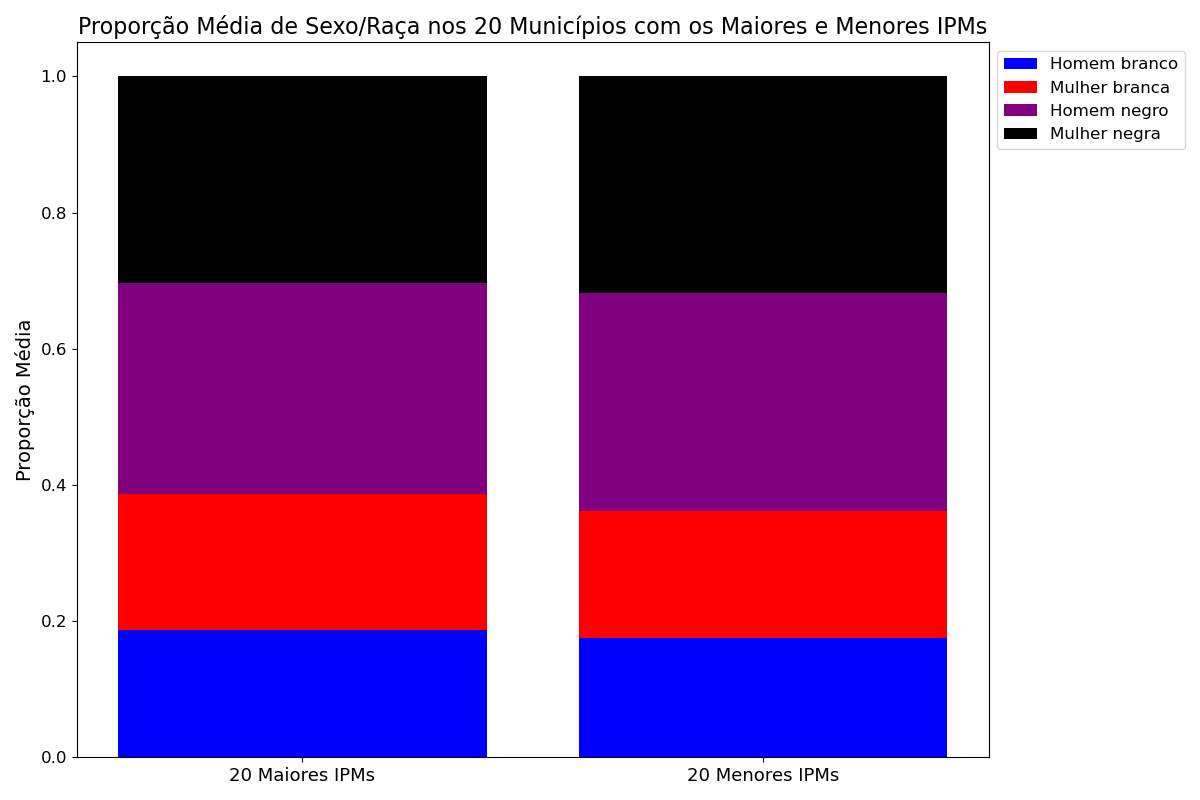 Proporção Média de Sexo/Raça nos 20 Municípios com os Maiores e Menores IPMs
Homem branco
Mulher branca
Homem negro
Mulher negra
Proporção Média
1.0
0.8
0.6
0.4
0.2
0.0
20 Maiores IPMs
20 Menores IPMs